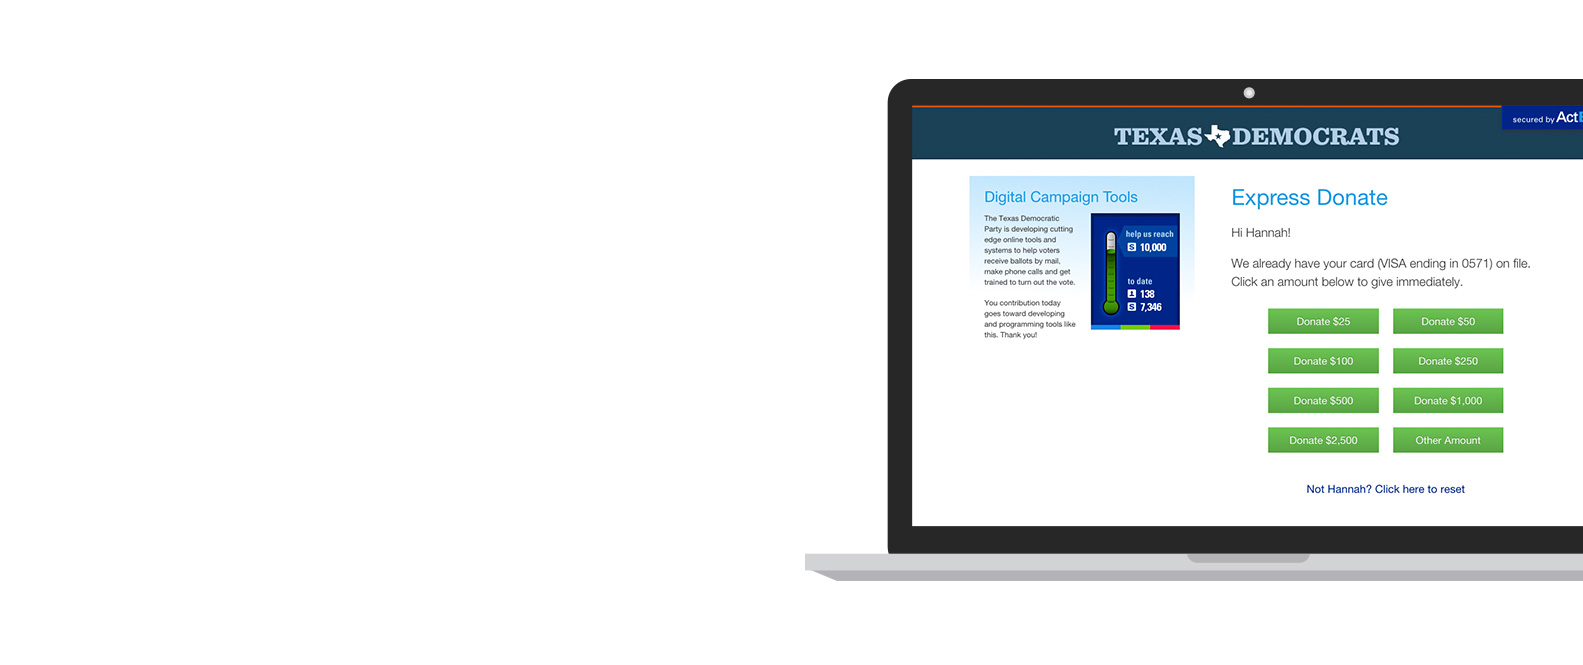 secured by Act
TEXAS DEMOCRATS
Digital Campaign Tools
The Texas Democratic
Party is developing cutting
edge online tools and
systems to help voters
receive ballots by mail,
make phone calls and get
trained to turn out the vote.
You contribution today
goes toward developing
and programming tools like
this. Thank you!
help us reach
$ 10,000
to date
138
$ 7,346
Express Donate
Hi Hannah!
We already have your card (VISA ending in 0571) on file.
Click an amount below to give immediately.
Donate $25
Donate $50
Donate $100
Donate $250
Donate $500
Donate $1,000
Donate $2,500
Other Amount
Not Hannah? Click here to reset